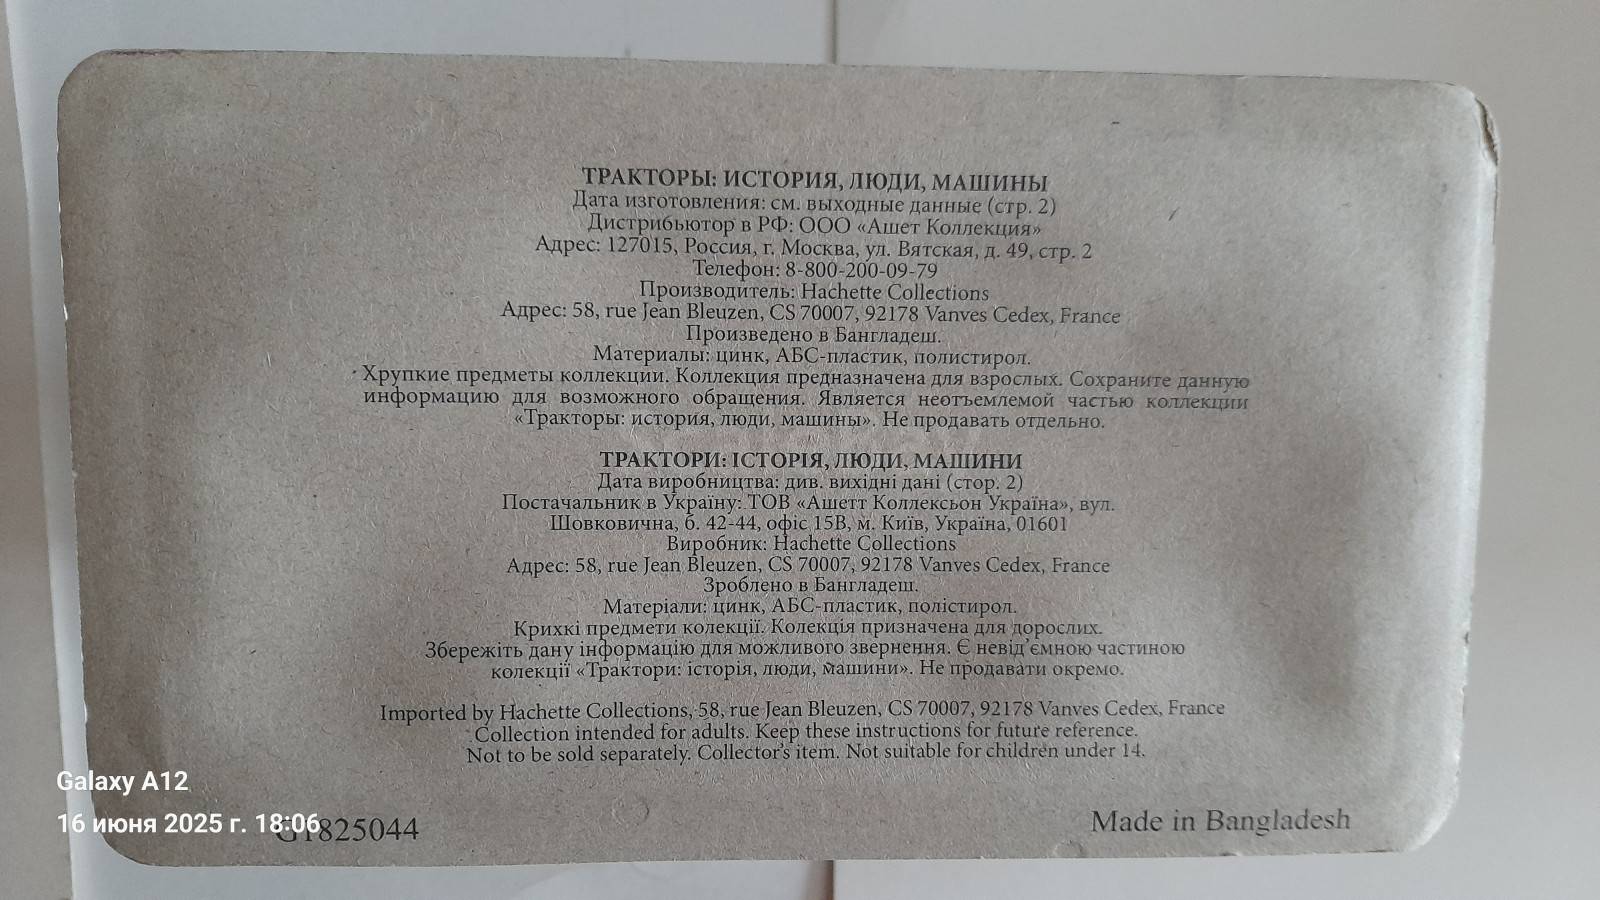 ТРАКТОРЫ: ИСТОРИЯ, ЛЮДИ, МАШИНЫ
Дата изготовления: см. выходные данные (стр. 2)
Дистрибьютор в РФ: ООО «Ашет Коллекция»
Адрес: 127015, Россия, г. Москва, ул. Вятская, д. 49, стр. 2
Телефон: 8-800-200-09-79
Производитель: Hachette Collections
Адрес: 58, rue Jean Bleuzen, CS 70007, 92178 Vanves Cedex, France
Произведено в Бангладеш.
Материалы: цинк, АБС-пластик, полистирол.
Хрупкие предметы коллекции. Коллекция предназначена для взрослых. Сохраните данную
информацию для возможного обращения. Является неотъемлемой частью коллекции
«Тракторы: история, люди, машины». Не продавать отдельно.
ТРАКТОРИ: ІСТОРІЯ, ЛЮДИ, МАШИНИ
Дата виробництва: див. вихідні дані (стор. 2)
Постачальник в Україну: ТОВ «Ашетт Коллексьон Україна», вул.
Шовковична, б. 42-44, офіс 15В, м. Київ, Україна, 01601
Виробник: Hachette Collections
Адрес: 58, rue Jean Bleuzen, CS 70007, 92178 Vanves Cedex, France
Зроблено в Бангладеш.
Матеріали: цинк, АБС-пластик, полістирол.
Крихкі предмети колекції. Колекція призначена для дорослих.
Збережіть дану інформацію для можливого звернення. Є невід'ємною частиною
колекції «Трактори: історія, люди, машини». Не продавати окремо.
Imported by Hachette Collections, 58, rue Jean Bleuzen, CS 70007, 92178 Vanves Cedex, France
Collection intended for adults. Keep these instructions for future reference.
Not to be sold separately. Collector's item. Not suitable for children under 14.
Galaxy A12
16 июня 2025 г. 18:06
G1825044
Made in Bangladesh